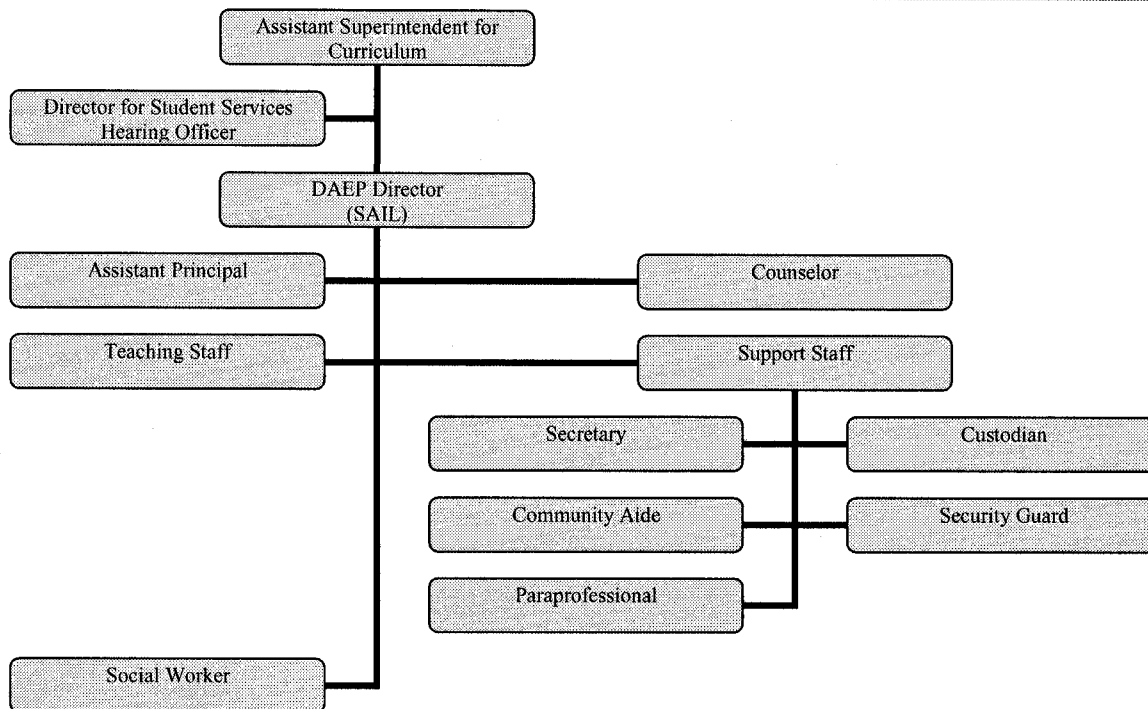 Assistant Superintendent for
Curriculum
Director for Student Services
Hearing Officer
DAEP Director
(SAIL)
Assistant Principal
Counselor
Teaching Staff
Support Staff
Secretary
Custodian
Community Aide
Security Guard
Paraprofessional
Social Worker